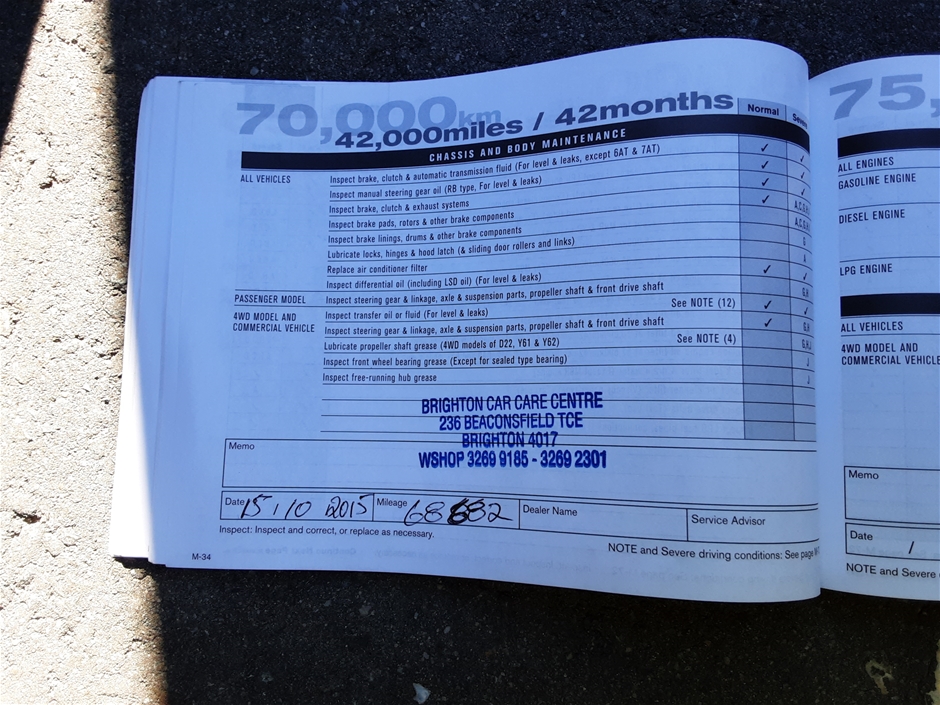 70,000km
42,000miles / 42months
Normal
CHASSIS AND BODY MAINTENANCE
ALL VEHICLES
Inspect brake, clutch & automatic transmission fluid (For level & leaks, except 6AT & 7AT) ✓ ✓
Inspect manual steering gear oil (RB type, For level & leaks) ✓ ✓
Inspect brake, clutch & exhaust systems ✓ ✓
Inspect brake pads, rotors & other brake components ✓
Inspect brake linings, drums & other brake components
Lubricate locks, hinges & hood latch (& sliding door rollers and links) G
Replace air conditioner filter J
Inspect differential oil (including LSD oil) (For level & leaks) ✓ ✓
PASSENGER MODEL Inspect steering gear & linkage, axle & suspension parts, propeller shaft & front drive shaft G,H
4WD MODEL AND COMMERCIAL VEHICLE
Inspect transfer oil or fluid (For level & leaks) See NOTE (12) ✓ ✓
Inspect steering gear & linkage, axle & suspension parts, propeller shaft & front drive shaft ✓ G,H
Lubricate propeller shaft grease (4WD models of D22, Y61 & Y62) See NOTE (4) G,H,J
Inspect front wheel bearing grease (Except for sealed type bearing) J
Inspect free-running hub grease J
BRIGHTON CAR CARE CENTRE
236 BEACONSFIELD TCE
BRIGHTON 4017
WSHOP 3269 9185 - 3269 2301
Memo
Date 15 / 10 2015 Mileage 68682 Dealer Name
Service Advisor
Inspect: Inspect and correct, or replace as necessary.
M-34
NOTE and Severe driving conditions: See page
75,
ALL ENGINES
GASOLINE ENGINE
DIESEL ENGINE
LPG ENGINE
ALL VEHICLES
4WD MODEL AND
COMMERCIAL VEHICLE
Memo
Date /
NOTE and Severe